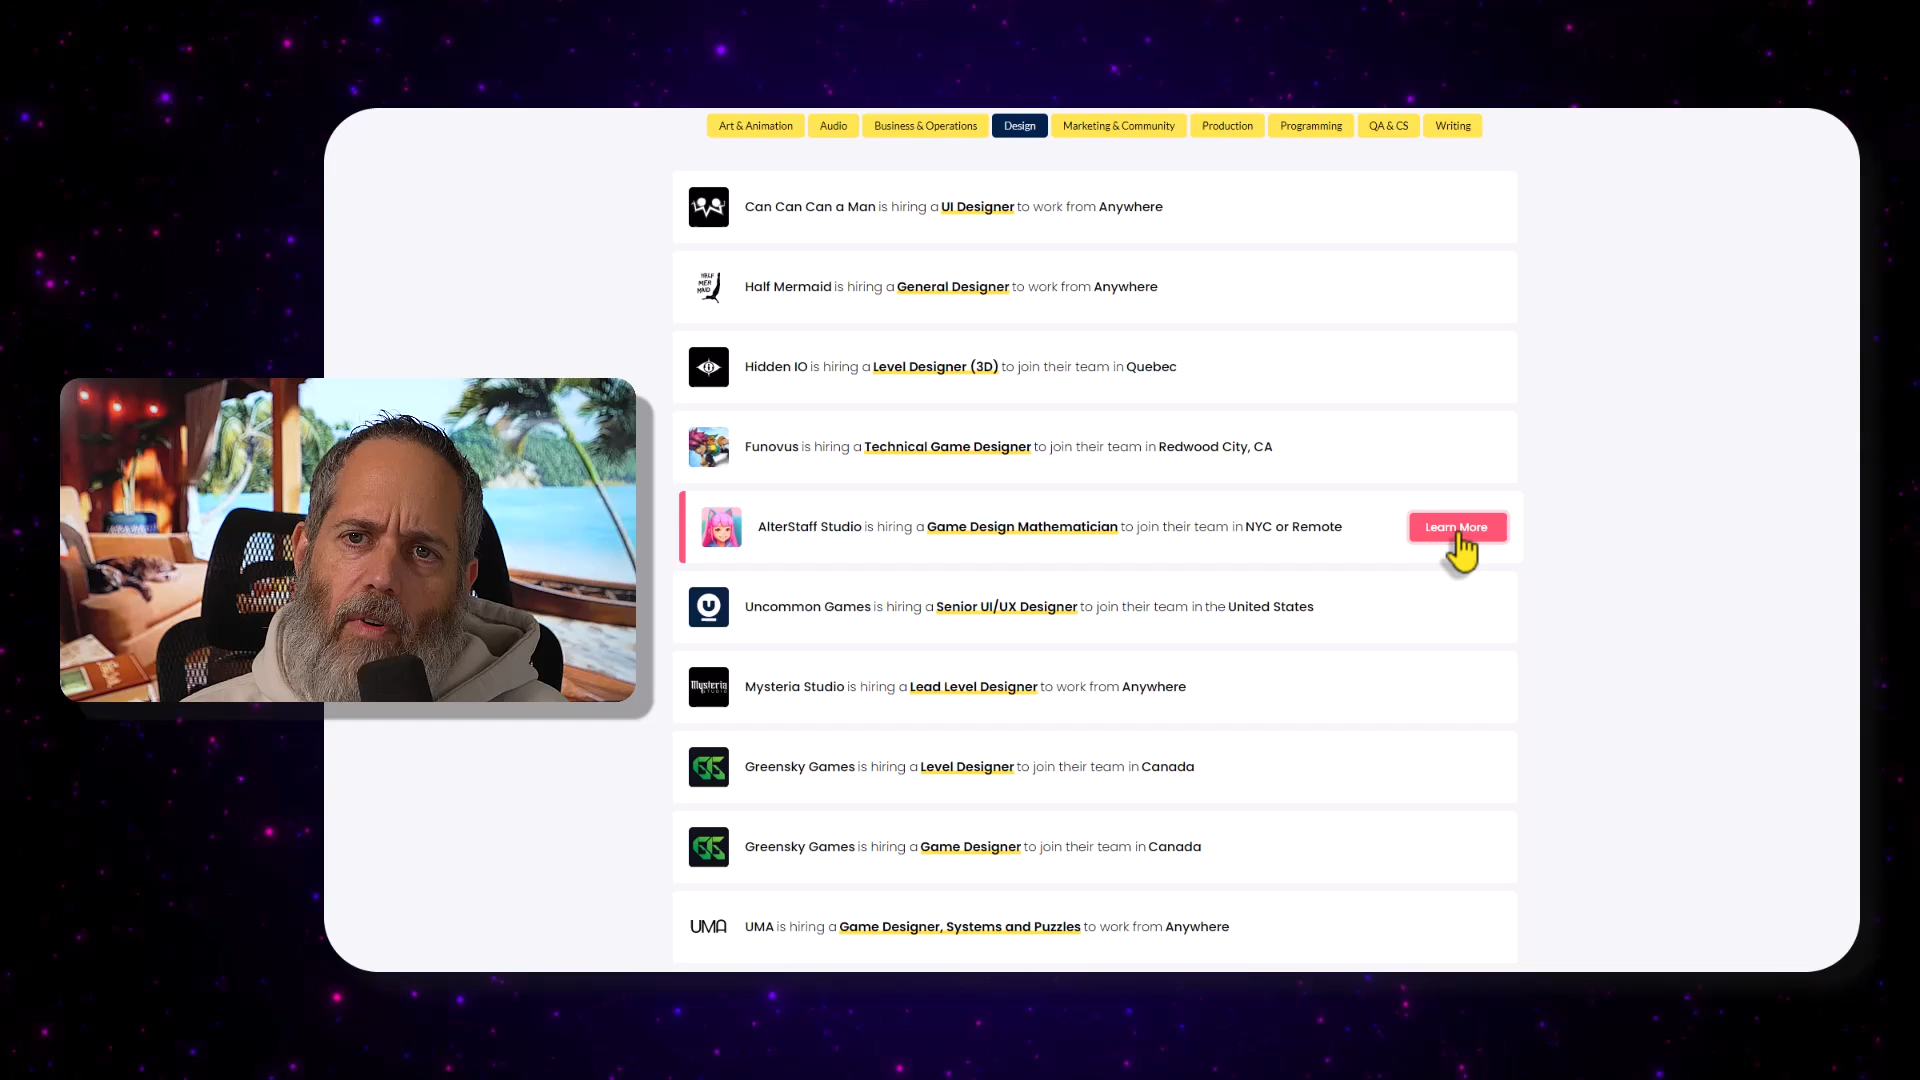 Art & Animation
Audio
Business & Operations
Design
Marketing & Community
Production
Programming
QA & CS
Writing
Can Can Can a Man is hiring a UI Designer to work from Anywhere
HALF
MER
MAID
Half Mermaid is hiring a General Designer to work from Anywhere
Hidden IO is hiring a Level Designer (3D) to join their team in Quebec
Funovus is hiring a Technical Game Designer to join their team in Redwood City, CA
AlterStaff Studio is hiring a Game Design Mathematician to join their team in NYC or Remote
Learn More
Uncommon Games is hiring a Senior UI/UX Designer to join their team in the United States
Mysteria
STUDIO
Mysteria Studio is hiring a Lead Level Designer to work from Anywhere
Greensky Games is hiring a Level Designer to join their team in Canada
Greensky Games is hiring a Game Designer to join their team in Canada
UMA
UMA is hiring a Game Designer, Systems and Puzzles to work from Anywhere